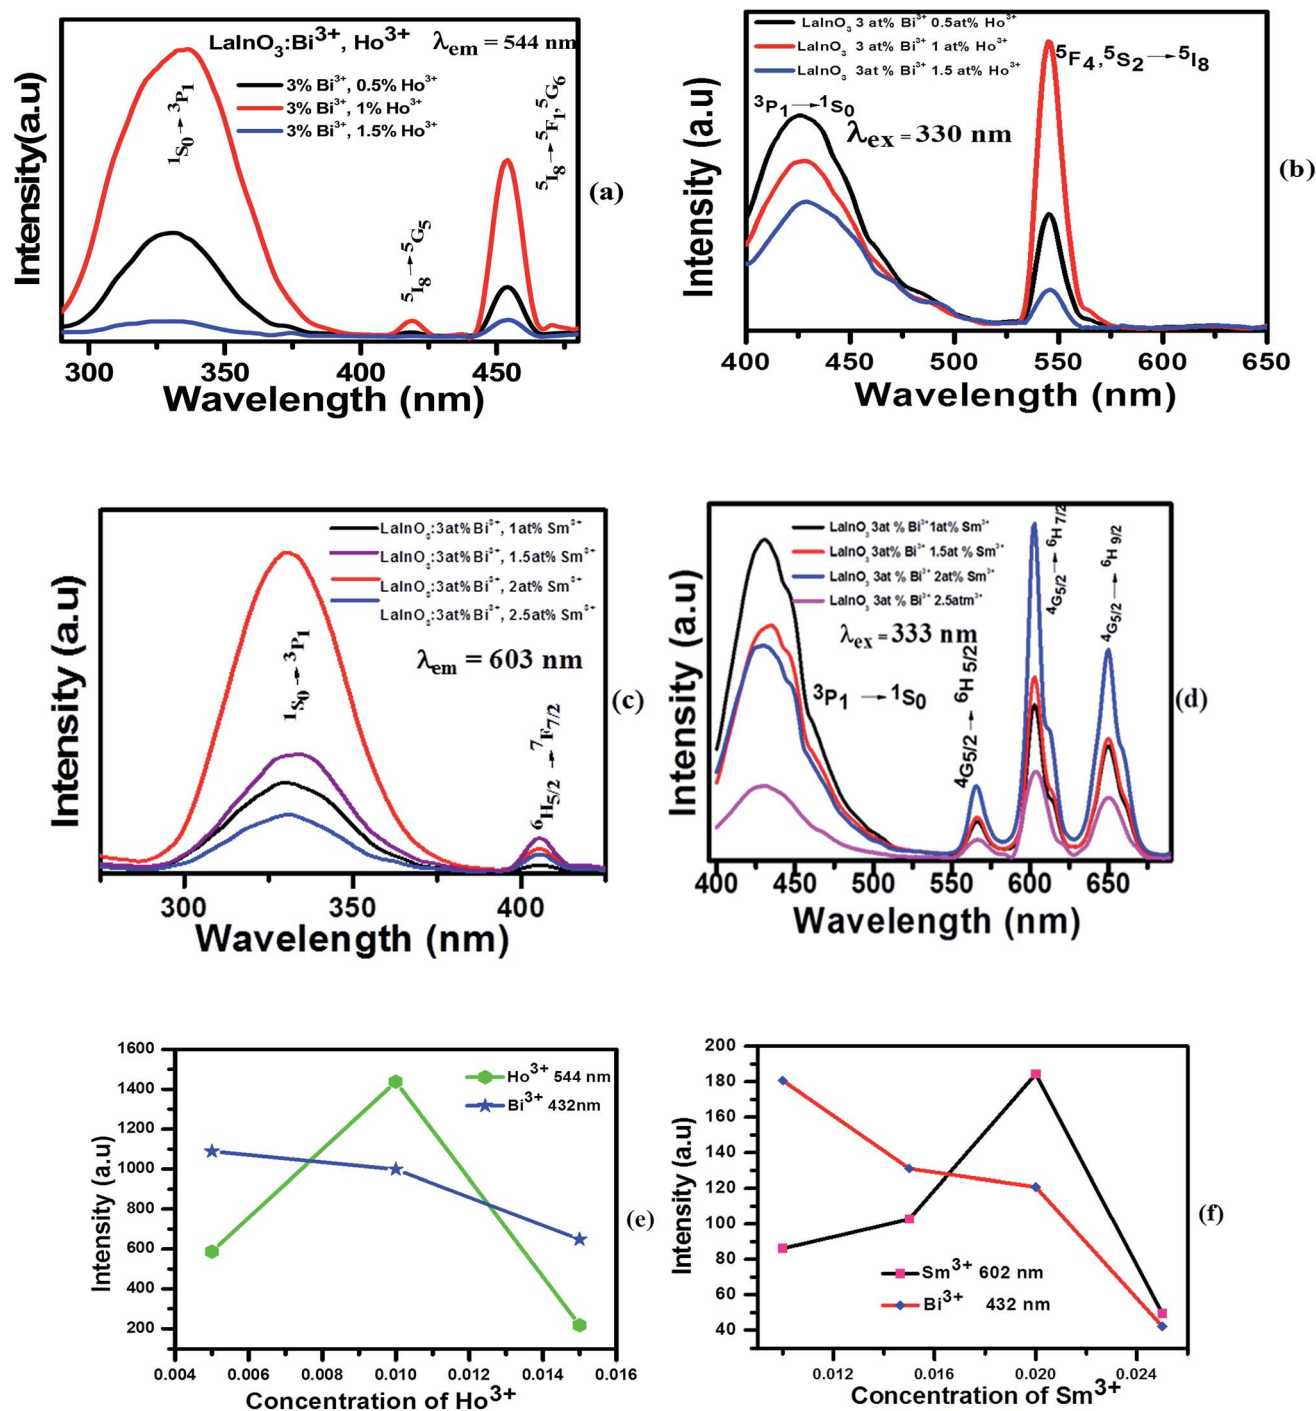 LaInO₃:Bi³⁺, Ho³⁺ λem = 544 nm
3% Bi³⁺, 0.5% Ho³⁺
3% Bi³⁺, 1% Ho³⁺
3% Bi³⁺, 1.5% Ho³⁺
¹S₀→³P₁
⁵I₈→⁵G₅
⁵I₈→⁵F₁,⁵G₆
Intensity(a.u)
300 350 400 450
Wavelength (nm)
(a)
LaInO₃ 3 at% Bi³⁺ 0.5at% Ho³⁺
LaInO₃ 3 at% Bi³⁺ 1 at% Ho³⁺
LaInO₃ 3at % Bi³⁺ 1.5 at% Ho³⁺
⁵F₄,⁵S₂→⁵I₈
³P₁→¹S₀
λex = 330 nm
Intensity (a.u)
400 450 500 550 600 650
Wavelength (nm)
(b)
LaInO₃:3at%Bi³⁺, 1at% Sm³⁺
LaInO₃:3at%Bi³⁺, 1.5at% Sm³⁺
LaInO₃:3at%Bi³⁺, 2at% Sm³⁺
LaInO₃:3at%Bi³⁺, 2.5at% Sm³⁺
λem = 603 nm
¹S₀→³P₁
⁶H₅/₂→⁷F₇/₂
Intensity (a.u)
300 350 400
Wavelength (nm)
(c)
LaInO₃ 3at % Bi³⁺1at% Sm³⁺
LaInO₃ 3at% Bi³⁺ 1.5at % Sm³⁺
LaInO₃ 3at % Bi³⁺ 2at% Sm³⁺
LaInO₃ 3at % Bi³⁺ 2.5atm³⁺
λex = 333 nm
³P₁ → ¹S₀
⁴G5/2 → ⁶H 5/2
⁴G5/2 → ⁶H 7/2
⁴G5/2 → ⁶H 9/2
Intensity (a.u)
400 450 500 550 600 650
Wavelength (nm)
(d)
1600
1400
1200
1000
800
600
400
200
Ho³⁺ 544 nm
Bi³⁺ 432nm
Intensity (a.u)
0.004 0.006 0.008 0.010 0.012 0.014 0.016
Concentration of Ho³⁺
(e)
200
180
160
140
120
100
80
60
40
Sm³⁺ 602 nm
Bi³⁺ 432 nm
Intensity (a.u)
0.012 0.016 0.020 0.024
Concentration of Sm³⁺
(f)